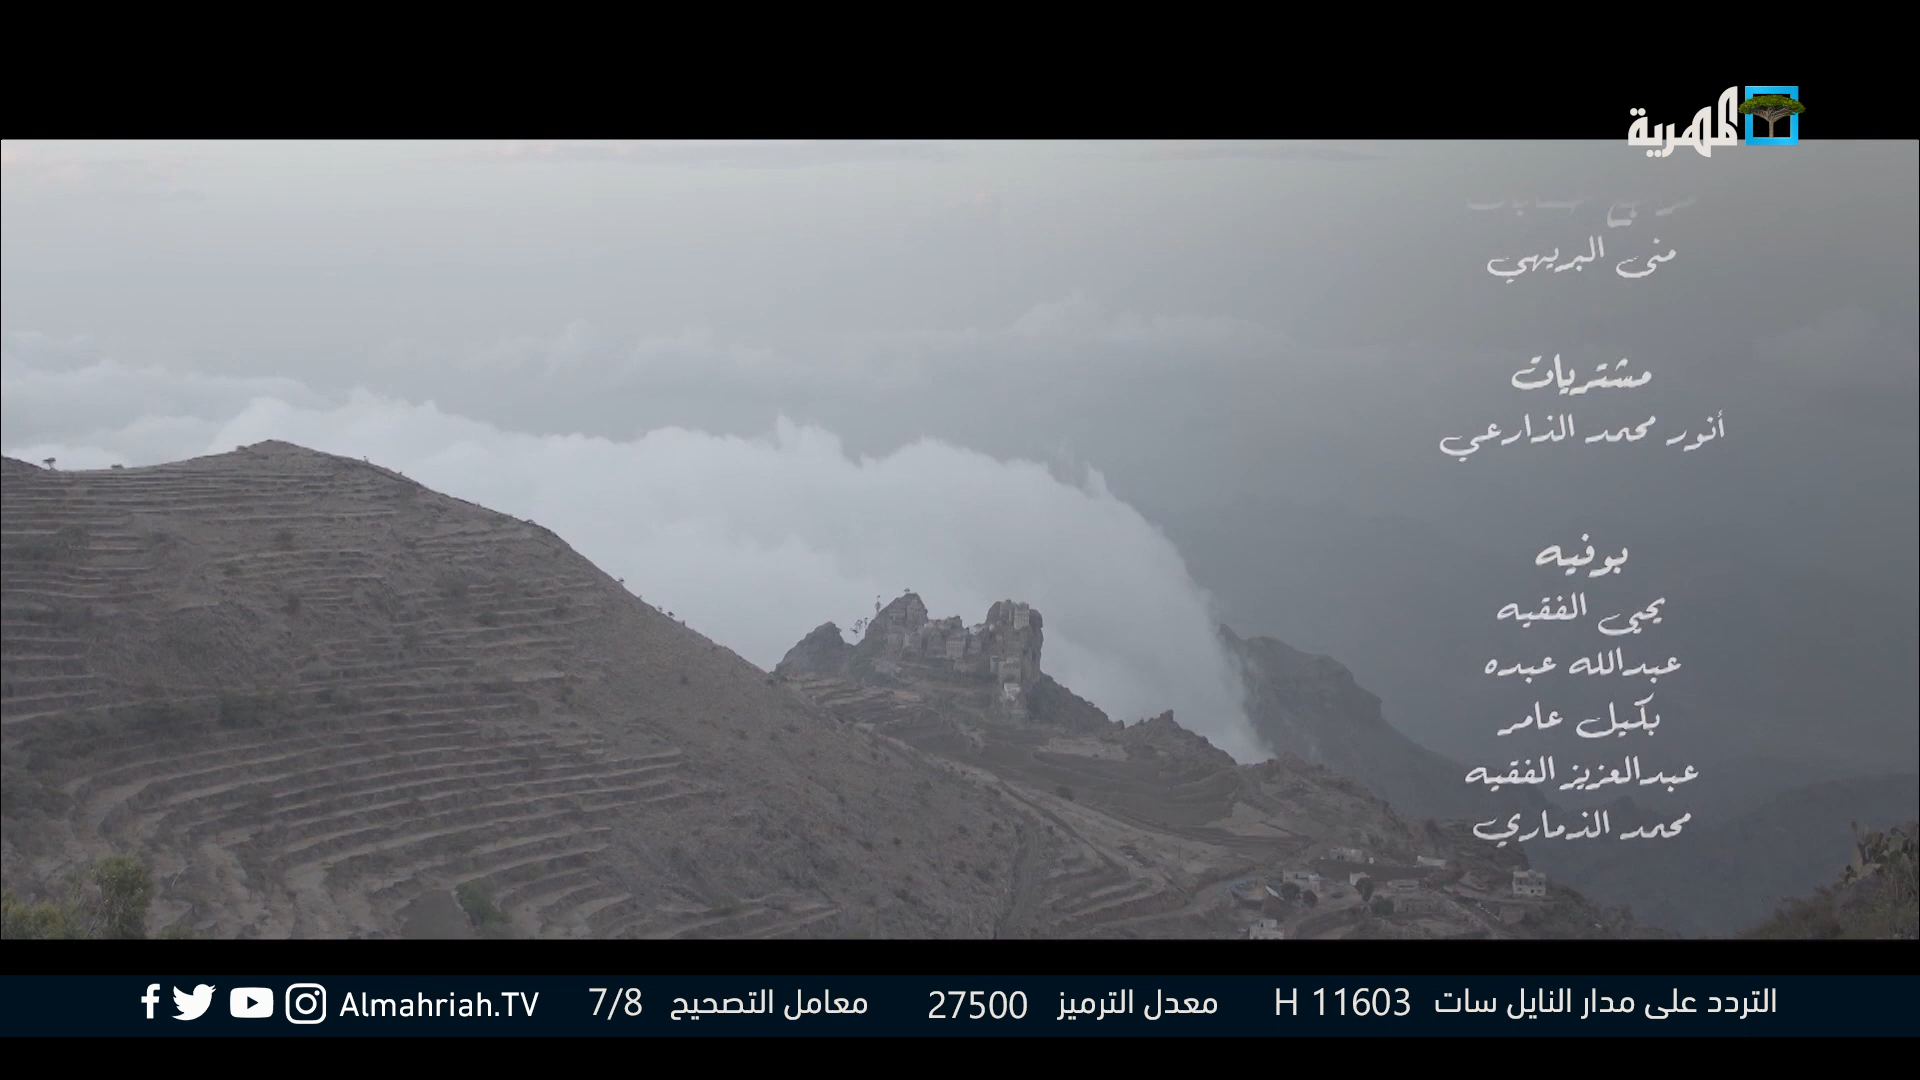 المهرية
منى البريهي
مشتريات
أنور محمد الذارعي
بوفيه
يحيى الفقيه
عبدالله عبده
بكيل عامر
عبدالعزيز الفقيه
محمد الذماري
التردد على مدار النايل سات 11603 H معدل الترميز 27500 معامل التصحيح 7/8 Almahriah.TV